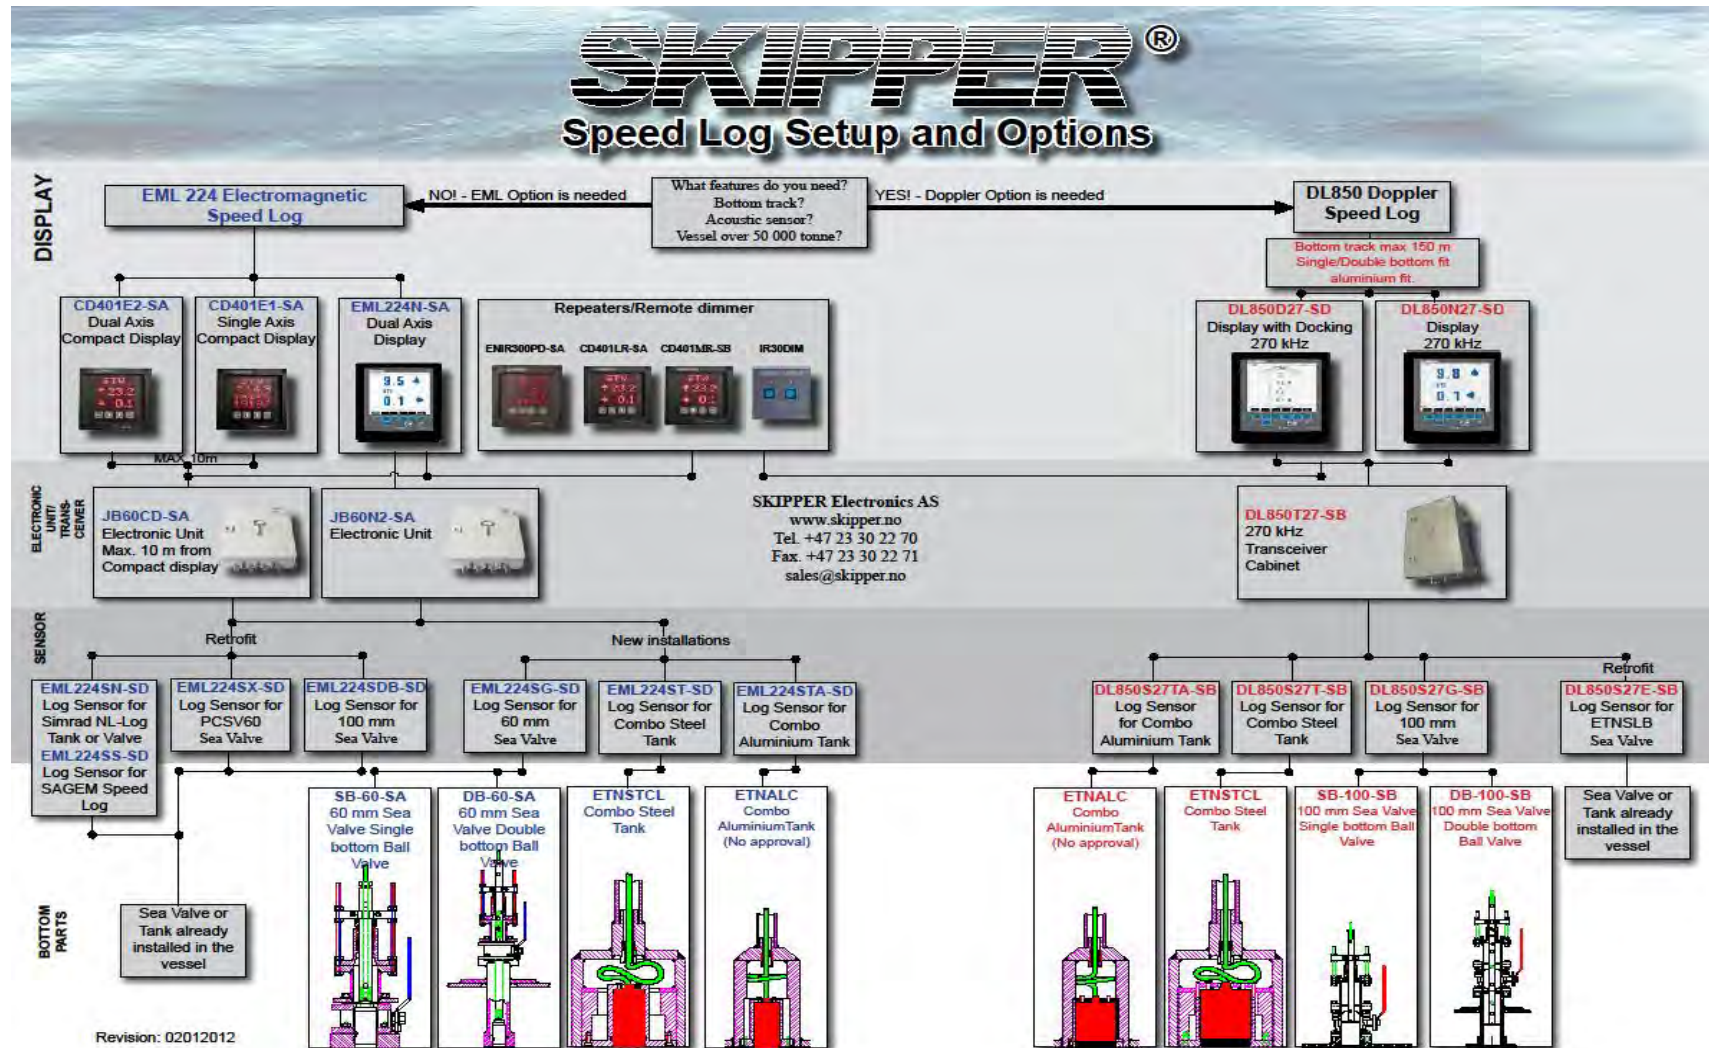 SKIPPER®
Speed Log Setup and Options
DISPLAY
EML 224 Electromagnetic
Speed Log
NO! - EML Option is needed
What features do you need?
Bottom track?
Acoustic sensor?
Vessel over 50 000 tonne?
YES! - Doppler Option is needed
DL850 Doppler
Speed Log
Bottom track max 150 m
Single/Double bottom fit
aluminium fit.
CD401E2-SA
Dual Axis
Compact Display
CD401E1-SA
Single Axis
Compact Display
EML224N-SA
Dual Axis
Display
9.5
0.1
Repeaters/Remote dimmer
ENIR300PD-SA
CD401LR-SA
CD401MR-SB
IR30DIM
DL850D27-SD
Display with Docking
270 kHz
DL850N27-SD
Display
270 kHz
9.8
0.1
MAX 10m
ELECTRONIC
UNIT/
TRANS-
CEIVER
JB60CD-SA
Electronic Unit
Max. 10 m from
Compact display
JB60N2-SA
Electronic Unit
SKIPPER Electronics AS
www.skipper.no
Tel. +47 23 30 22 70
Fax. +47 23 30 22 71
sales@skipper.no
DL850T27-SB
270 kHz
Transceiver
Cabinet
SENSOR
Retrofit
New installations
Retrofit
EML224SN-SD
Log Sensor for
Simrad NL-Log
Tank or Valve
EML224SS-SD
Log Sensor for
SAGEM Speed
Log
EML224SX-SD
Log Sensor for
PCSV60
Sea Valve
EML224SDB-SD
Log Sensor for
100 mm
Sea Valve
EML224SG-SD
Log Sensor for
60 mm
Sea Valve
EML224ST-SD
Log Sensor for
Combo Steel
Tank
EML224STA-SD
Log Sensor for
Combo
Aluminium Tank
DL850S27TA-SB
Log Sensor
for Combo
Aluminium Tank
DL850S27T-SB
Log Sensor for
Combo Steel
Tank
DL850S27G-SB
Log Sensor for
100 mm
Sea Valve
DL850S27E-SB
Log Sensor for
ETNSLB
Sea Valve
BOTTOM
PARTS
Sea Valve or
Tank already
installed in the
vessel
SB-60-SA
60 mm Sea
Valve Single
bottom Ball
Valve
DB-60-SA
60 mm Sea
Valve Double
bottom Ball
Valve
ETNSTCL
Combo Steel
Tank
ETNALC
Combo
AluminiumTank
(No approval)
ETNALC
Combo
AluminiumTank
(No approval)
ETNSTCL
Combo Steel
Tank
SB-100-SB
100 mm Sea Valve
Single bottom Ball
Valve
DB-100-SB
100 mm Sea Valve
Double bottom
Ball Valve
Sea Valve or
Tank already
installed in the
vessel
Revision: 02012012